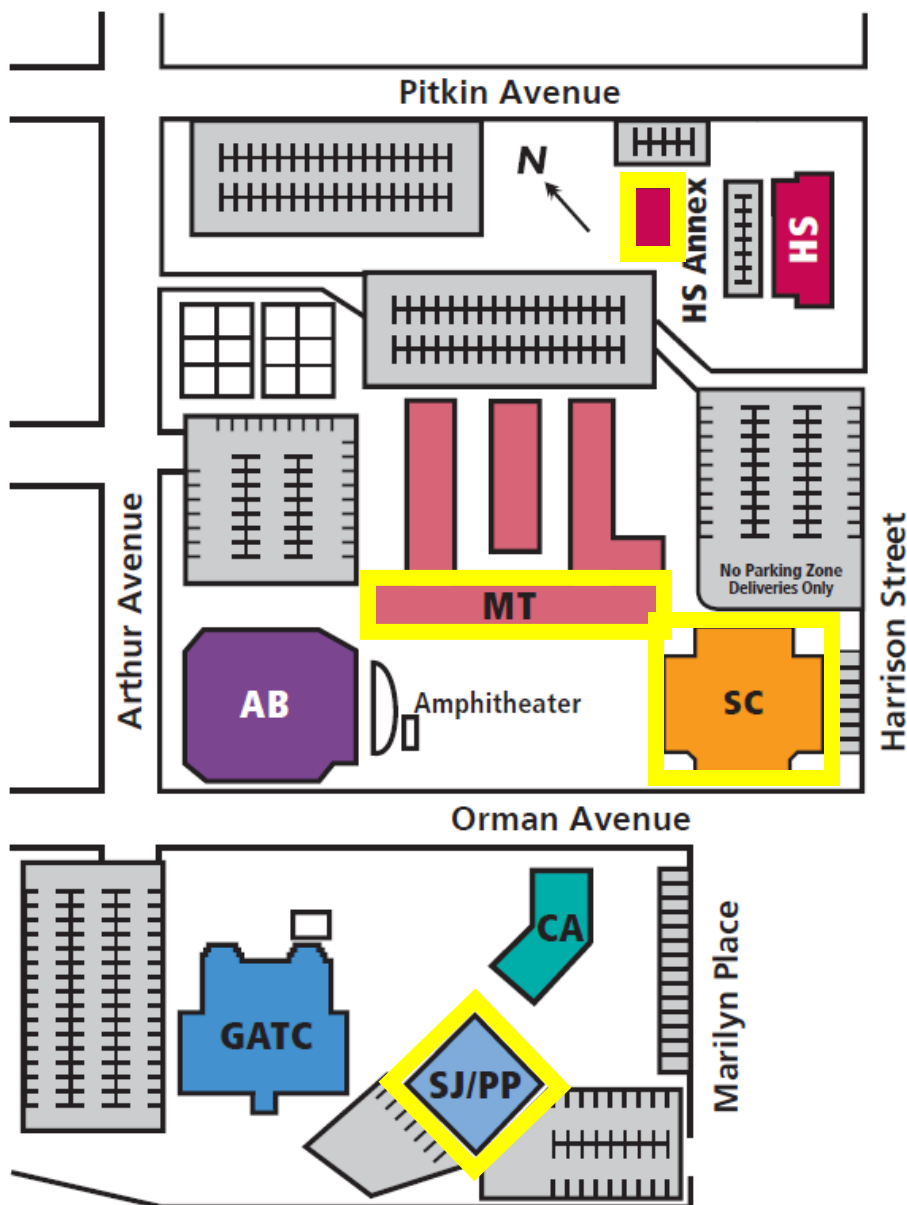 Pitkin Avenue
N
HS Annex
HS
Arthur Avenue
No Parking Zone
Deliveries Only
Harrison Street
MT
AB
Amphitheater
SC
Orman Avenue
CA
Marilyn Place
GATC
SJ/PP